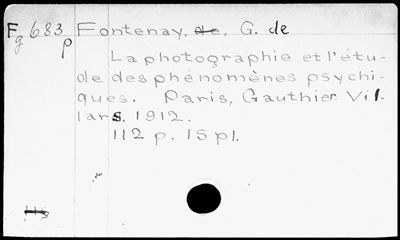 F 683 Fontenay, de, G. de
g p
La photographie et l'étu-
de des phénomènes psychi-
ques. Paris, Gauthier Vil-
lars. 1912.
112 p. 15 pl.